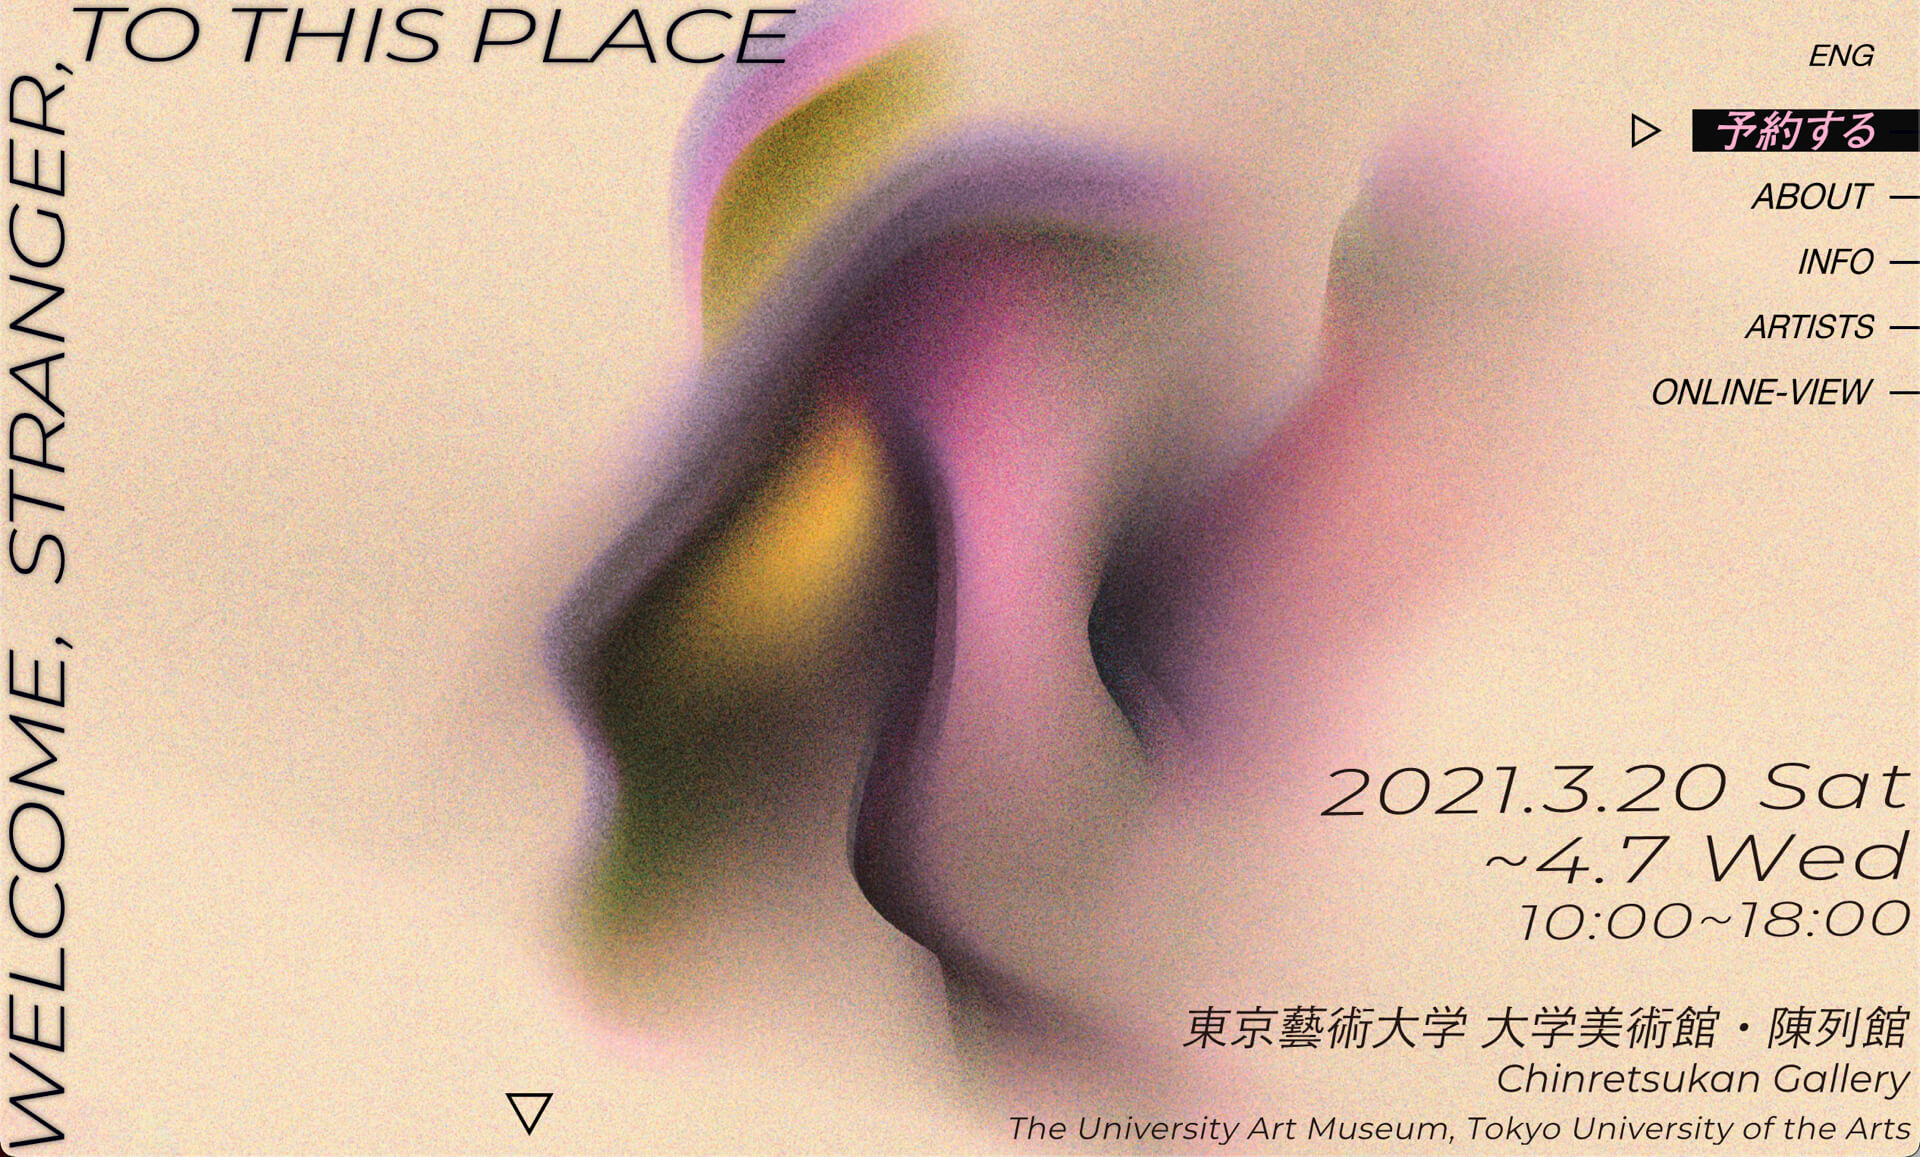 WELCOME, STRANGER,
TO THIS PLACE
ENG
予約する
ABOUT
INFO
ARTISTS
ONLINE-VIEW
2021.3.20 Sat
~4.7 Wed
10:00~18:00
東京藝術大学 大学美術館・陳列館
Chinretsukan Gallery
The University Art Museum, Tokyo University of the Arts